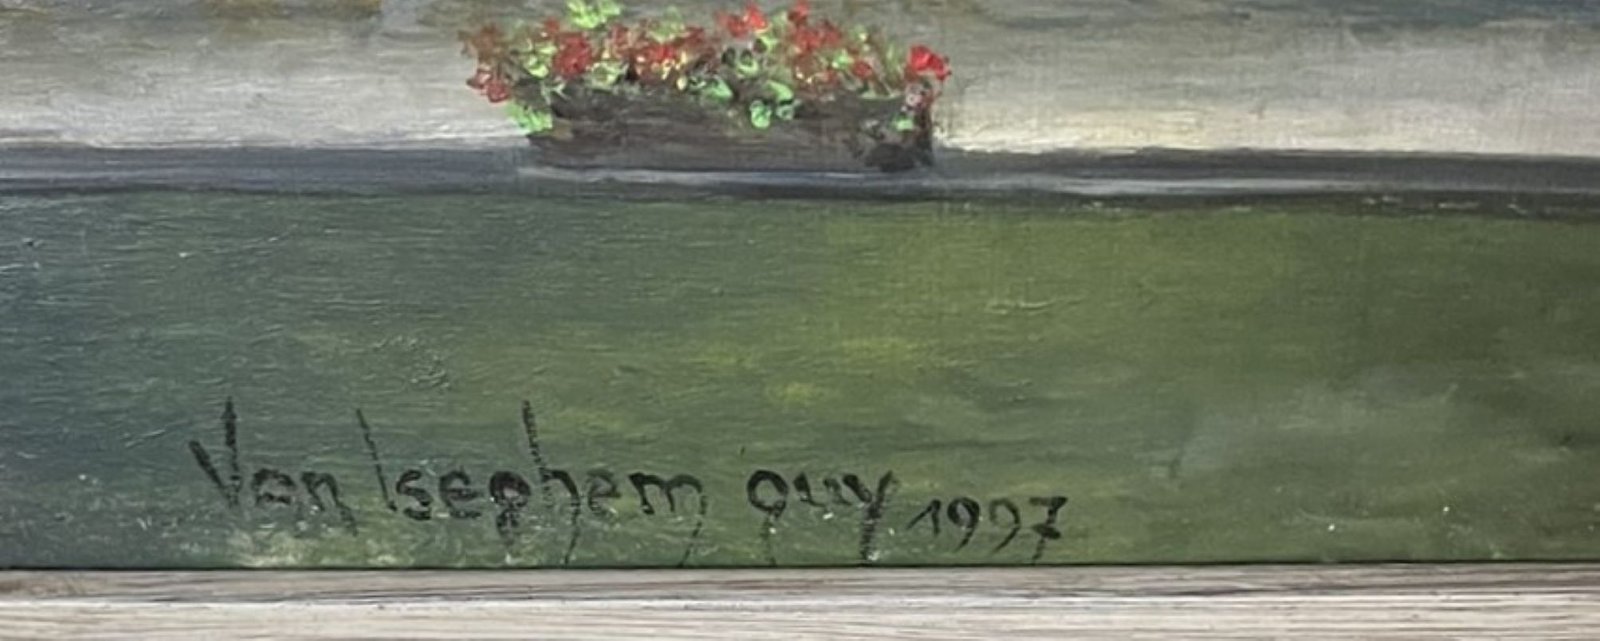 Van Iseghem guy 1997